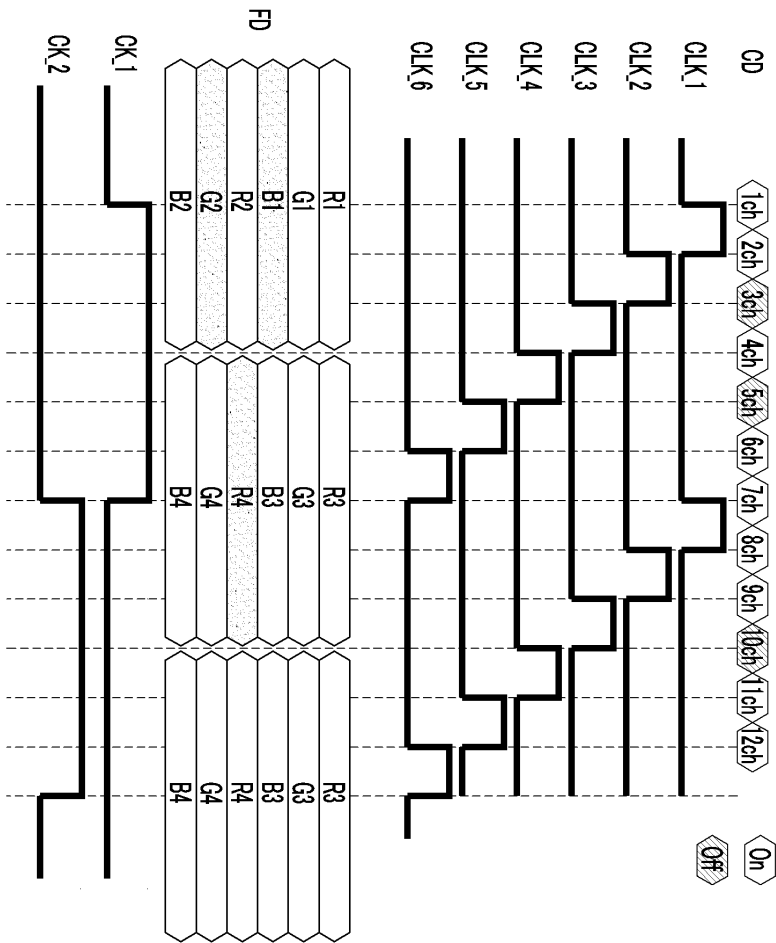 CD 1ch 2ch 3ch 4ch 5ch 6ch 7ch 8ch 9ch 10ch 11ch 12ch
On
Off
CLK_1
CLK_2
CLK_3
CLK_4
CLK_5
CLK_6
FD
R1 R3 R3
G1 G3 G3
B1 B3 B3
R2 R4 R4
G2 G4 G4
B2 B4 B4
CK_1
CK_2